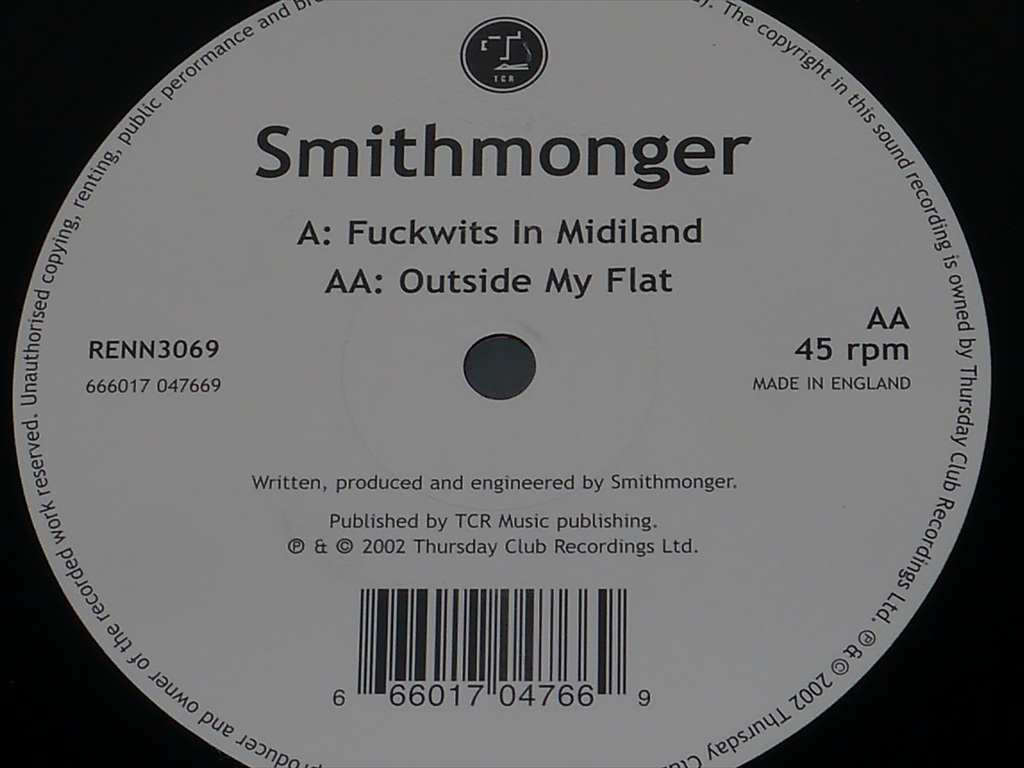 TCR
Smithmonger
A: Fuckwits In Midiland
AA: Outside My Flat
RENN3069
666017 047669
AA
45 rpm
MADE IN ENGLAND
Written, produced and engineered by Smithmonger.
Published by TCR Music publishing.
℗ & © 2002 Thursday Club Recordings Ltd.
6 66017 04766 9
producer and owner of the recorded work reserved. Unauthorised copying, renting, public perormance and
The copyright in this sound recording is owned by Thursday Club Recordings Ltd. ℗ & © 2002 Thursday